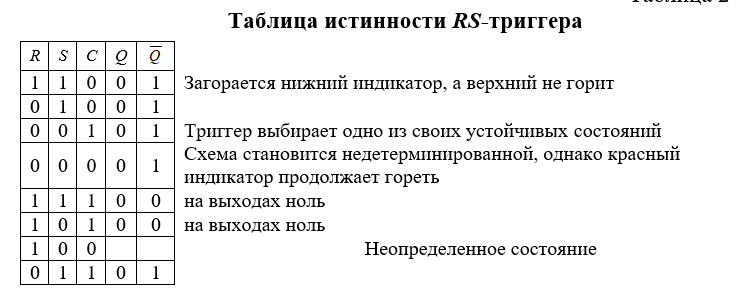 Таблица 2
Таблица истинности RS-триггера
R S C Q Q̅
1 1 0 0 1 Загорается нижний индикатор, а верхний не горит
0 1 0 0 1
0 0 1 0 1 Триггер выбирает одно из своих устойчивых состояний
0 0 0 0 1 Схема становится недетерминированной, однако красный
индикатор продолжает гореть
1 1 1 0 0 на выходах ноль
1 0 1 0 0 на выходах ноль
1 0 0 Неопределенное состояние
0 1 1 0 1